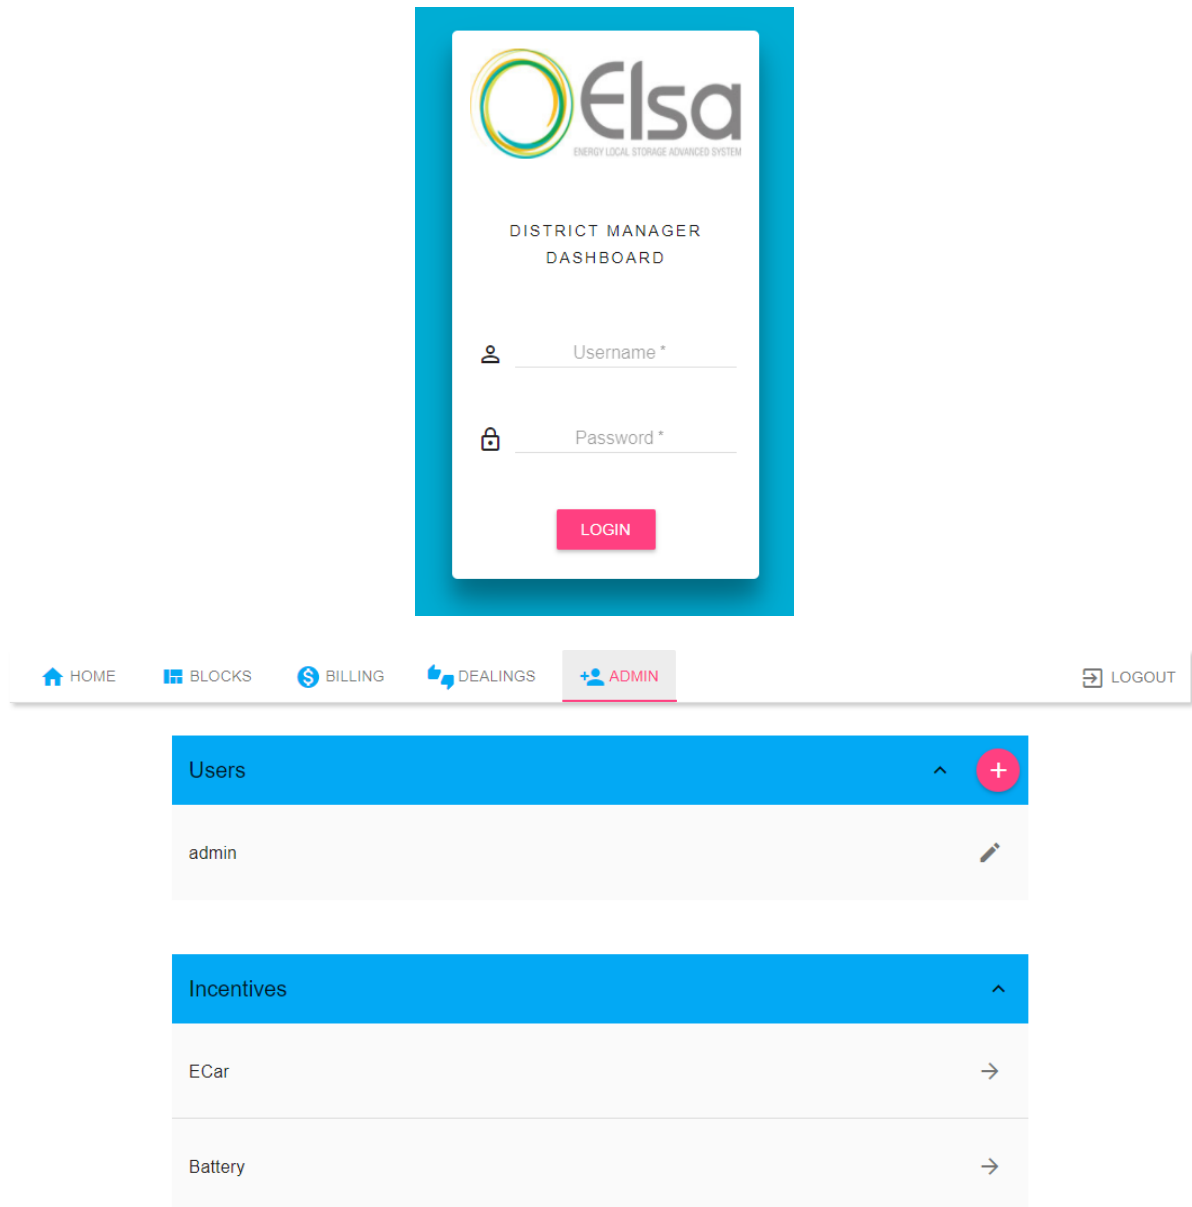 Elsa
ENERGY LOCAL STORAGE ADVANCED SYSTEM
DISTRICT MANAGER
DASHBOARD
Username *
Password *
LOGIN
HOME BLOCKS BILLING DEALINGS ADMIN LOGOUT
Users
admin
Incentives
ECar
Battery